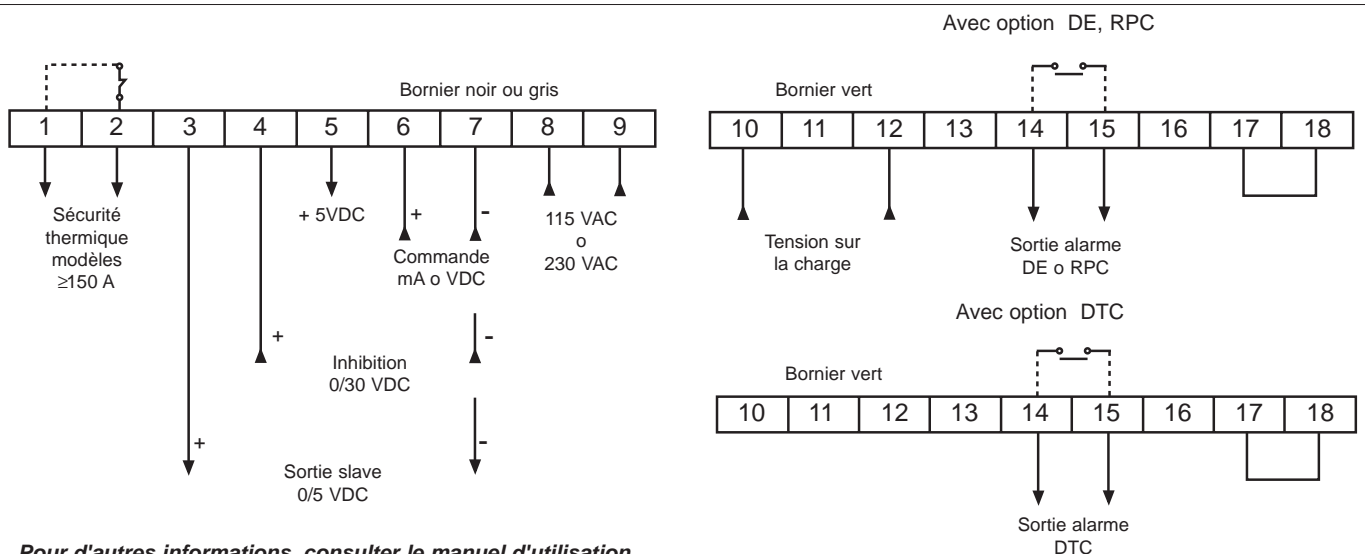 Avec option DE, RPC
Bornier noir ou gris
1 2 3 4 5 6 7 8 9
Sécurité
thermique
modèles
≥150 A
+ 5VDC
+ -
Commande
mA o VDC
115 VAC
o
230 VAC
+ -
Inhibition
0/30 VDC
+ -
Sortie slave
0/5 VDC
Bornier vert
10 11 12 13 14 15 16 17 18
Tension sur
la charge
Sortie alarme
DE o RPC
Avec option DTC
Bornier vert
10 11 12 13 14 15 16 17 18
Sortie alarme
DTC
Pour d'autres informations, consulter le manuel d'utilisation